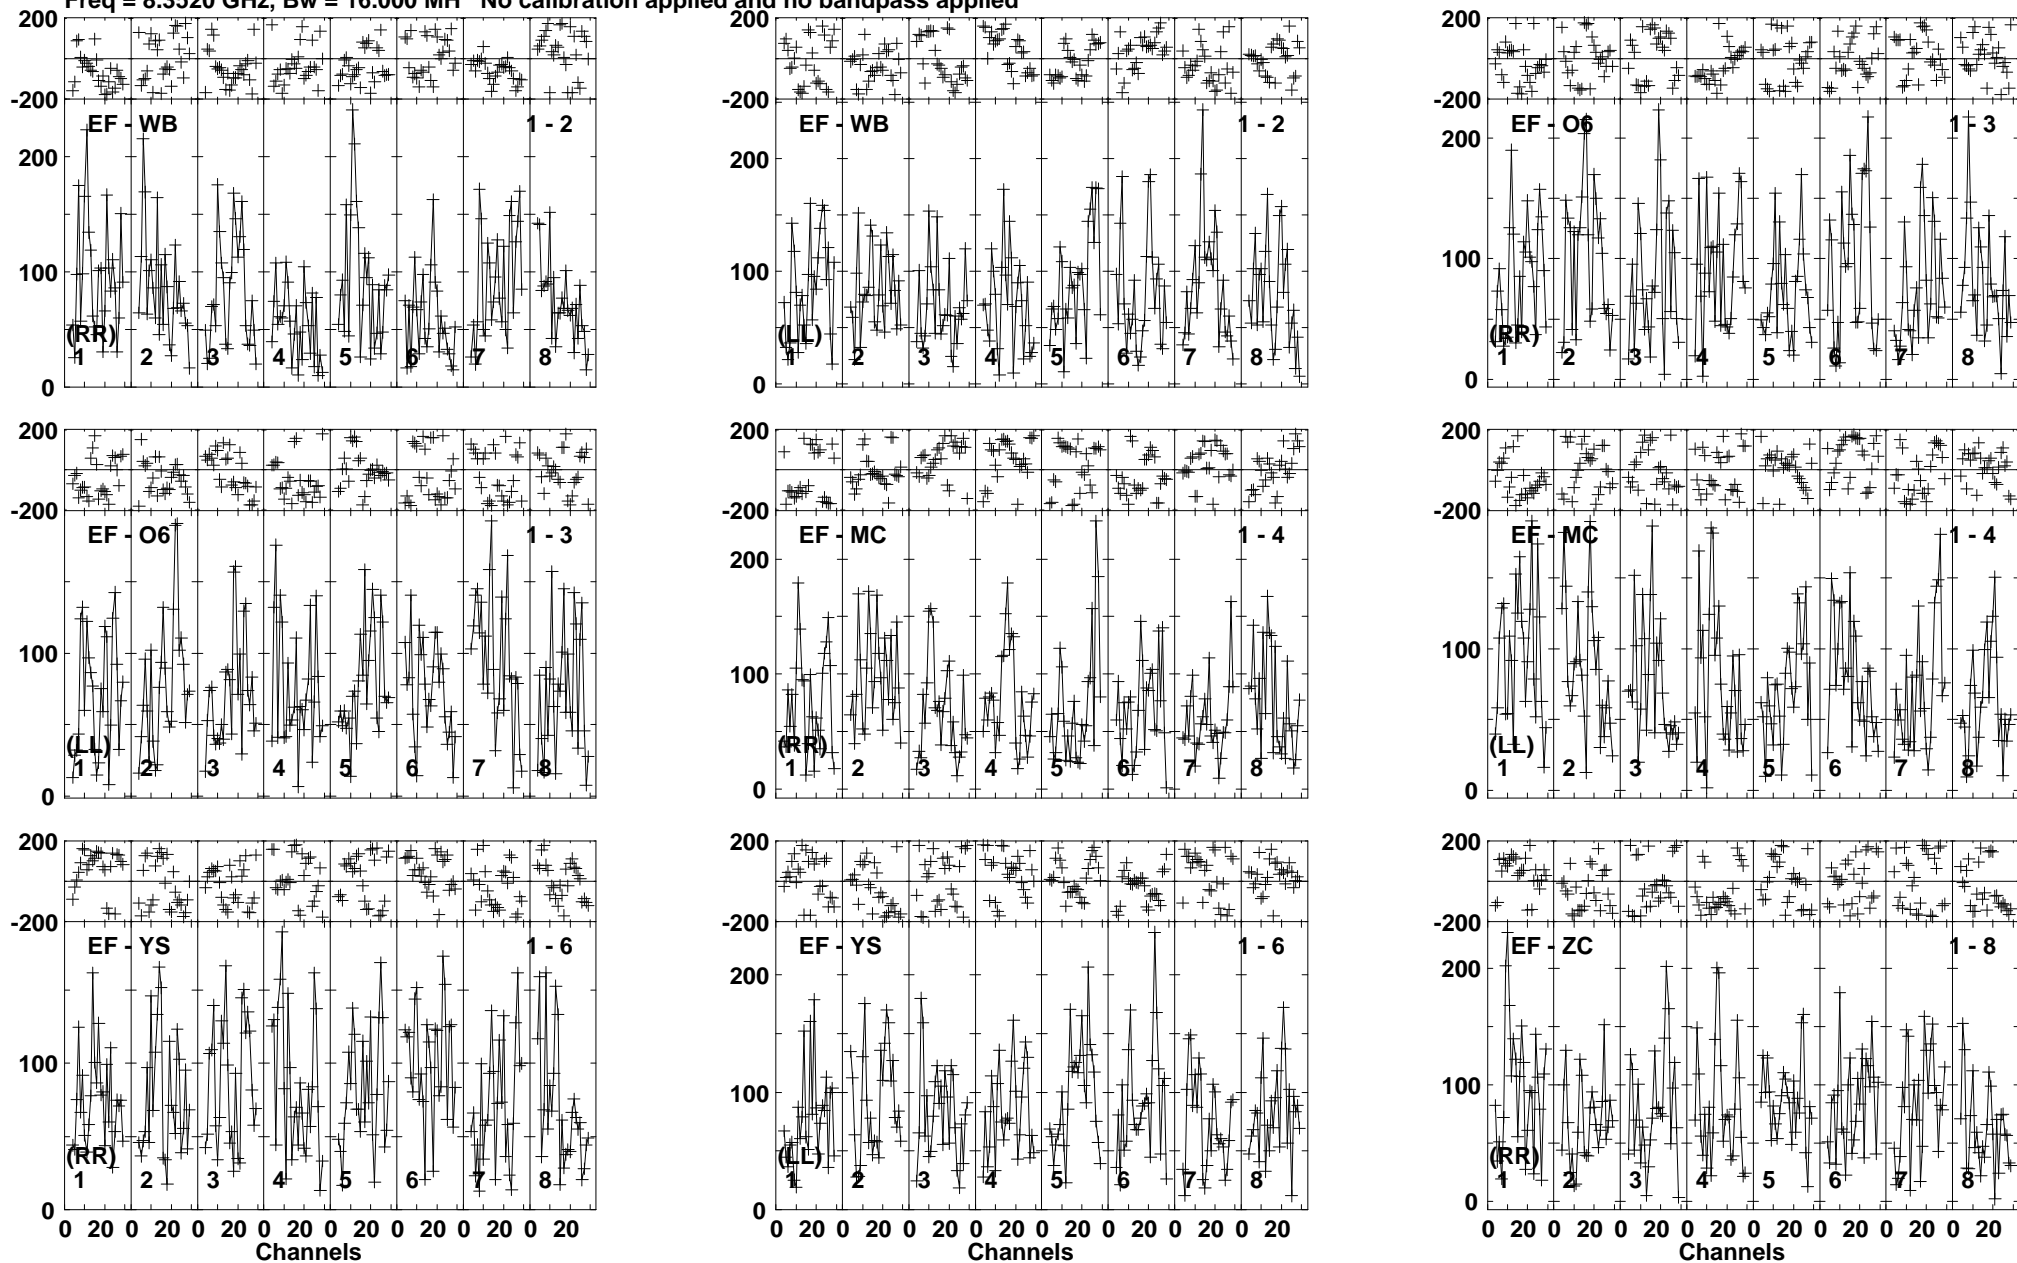 Freq = 8.3520 GHz, Bw = 16.000 MH No calibration applied and no bandpass applied
200 200 200
-200 -200 -200
EF - WB 1 - 2 EF - WB 1 - 2 EF - O6 1 - 3
200 200 200
100 100 100
(RR) (LL) (RR)
1 2 3 4 5 6 7 8 1 2 3 4 5 6 7 8 1 2 3 4 5 6 7 8
0 0 0
200 200 200
-200 -200 -200
EF - O6 1 - 3 EF - MC 1 - 4 EF - MC 1 - 4
200
100 100 100
(LL) (RR) (LL)
1 2 3 4 5 6 7 8 1 2 3 4 5 6 7 8 1 2 3 4 5 6 7 8
0 0 0
200 200 200
-200 -200 -200
EF - YS 1 - 6 EF - YS 1 - 6 EF - ZC 1 - 8
200 200
100 100 100
(RR) (LL) (RR)
1 2 3 4 5 6 7 8 1 2 3 4 5 6 7 8 1 2 3 4 5 6 7 8
0 0 0
0 20 0 20 0 20 0 20 0 20 0 20 0 20 0 20 0 20 0 20 0 20 0 20 0 20 0 20 0 20 0 20 0 20 0 20 0 20 0 20 0 20 0 20 0 20 0 20
Channels Channels Channels